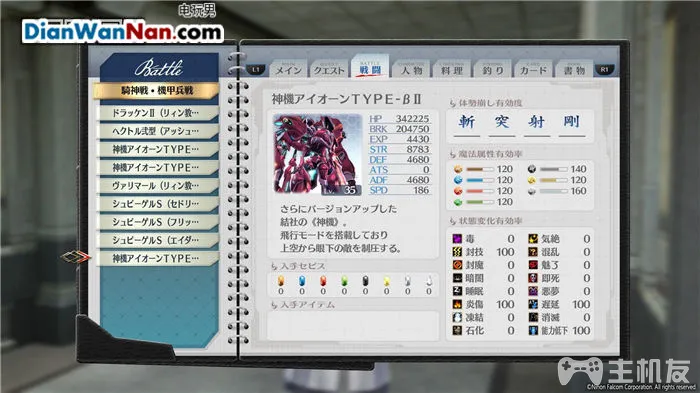 电玩男
DianWanNan.com
DianWanNan.com
L1
メイン
クエスト
BATTLE
戦闘
人物
料理
釣り
カード
書物
R1
Battle
騎神戦・機甲兵戦
ドラッケンⅡ（リィン教…
ヘクトル弐型（アッシュ…
神機アイオーンTYPE…
神機アイオーンTYPE…
ヴァリマール（リィン教…
シュピーゲルS（セドリ…
シュピーゲルS（フリッ…
シュピーゲルS（エイダ…
神機アイオーンTYPE…
神機アイオーンTYPE-βⅡ
Lv. 35
HP 342225
BRK 204750
EXP 4430
STR 8783
DEF 4680
ATS 0
ADF 4680
SPD 186
さらにバージョンアップした
結社の《神機》。
飛行モードを搭載しており
上空から眼下の敵を制圧する。
入手セピス
0 0 0 0 0 0 0
入手アイテム
体勢崩し有効度
斬 突 射 剛
魔法属性有効率
120 140
120 120
120 160
120
状態変化有効率
毒 0 気絶 0
封技 100 混乱 0
封魔 0 魅了 0
暗闇 0 即死 0
睡眠 0 悪夢 0
炎傷 100 遅延 100
凍結 0 消滅 0
石化 0 能力低下 100
主机友
©Nihon Falcom Corporation. All rights reserved.